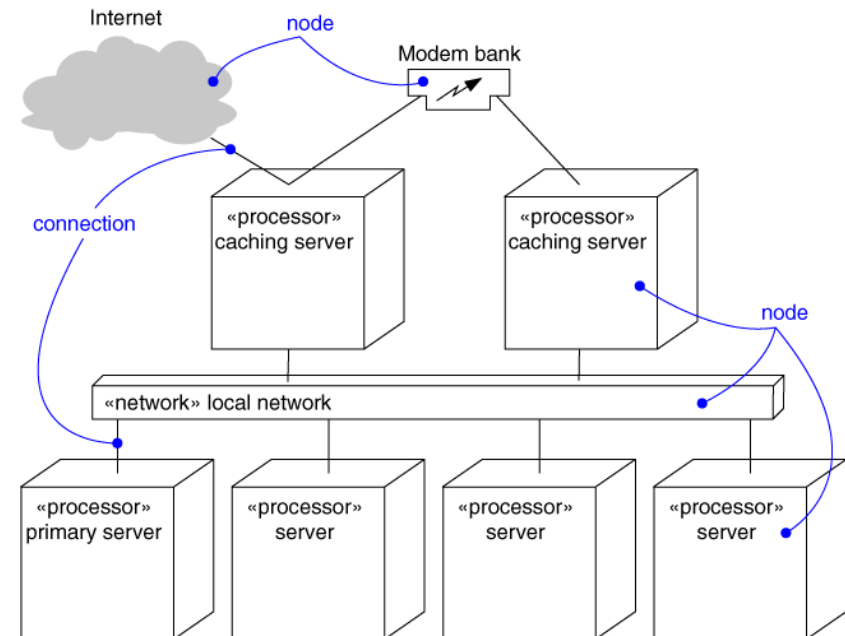 Internet
node
Modem bank
connection
«processor»
caching server
«processor»
caching server
node
«network» local network
«processor»
primary server
«processor»
server
«processor»
server
«processor»
server